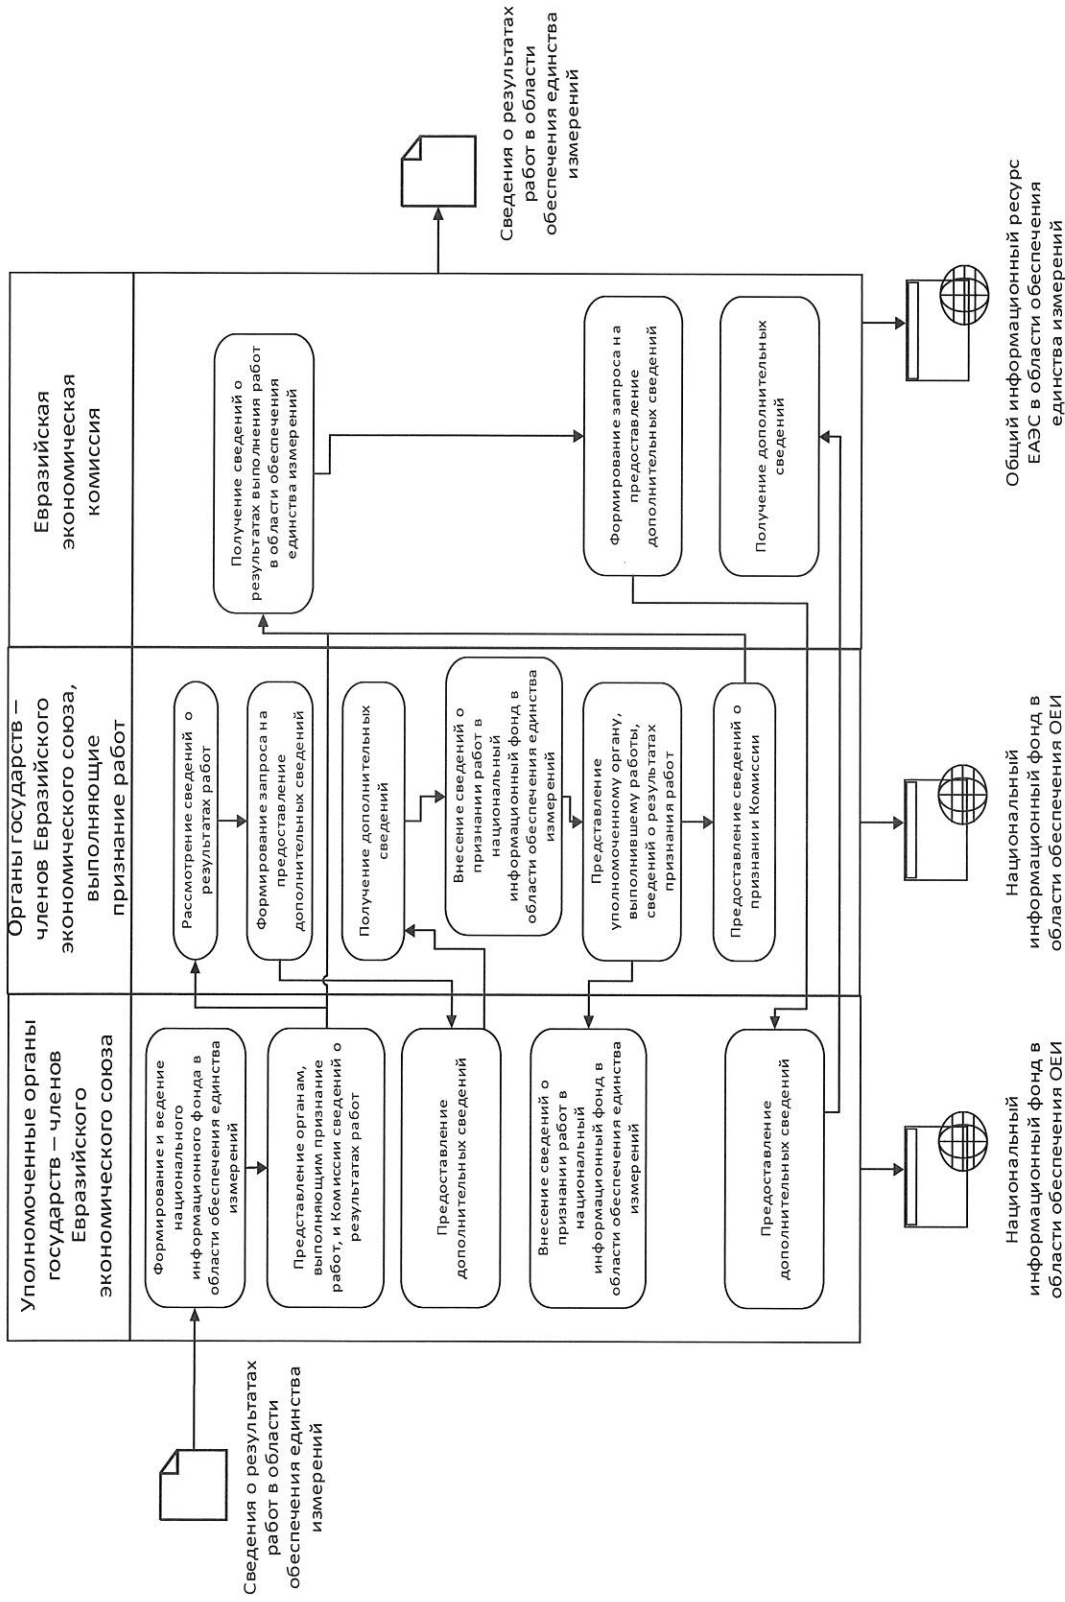 Сведения о результатах
работ в области
обеспечения единства
измерений
Уполномоченные органы
государств – членов
Евразийского
экономического союза
Формирование и ведение
национального
информационного фонда в
области обеспечения единства
измерений
Представление органам,
выполняющим признание
работ, и Комиссии сведений о
результатах работ
Предоставление
дополнительных сведений
Внесение сведений о
признании работ в
национальный
информационный фонд в
области обеспечения единства
измерений
Предоставление
дополнительных сведений
Национальный
информационный фонд в
области обеспечения ОЕИ
Органы государств –
членов Евразийского
экономического союза,
выполняющие
признание работ
Рассмотрение сведений о
результатах работ
Формирование запроса на
предоставление
дополнительных сведений
Получение дополнительных
сведений
Внесение сведений о
признании работ в
национальный
информационный фонд в
области обеспечения единства
измерений
Представление
уполномоченному органу,
выполнившему работы,
сведений о результатах
признания работ
Предоставление сведений о
признании Комиссии
Национальный
информационный фонд в
области обеспечения ОЕИ
Евразийская
экономическая
комиссия
Получение сведений о
результатах выполнения работ
в области обеспечения
единства измерений
Формирование запроса на
предоставление
дополнительных сведений
Получение дополнительных
сведений
Общий информационный ресурс
ЕАЭС в области обеспечения
единства измерений
Сведения о результатах
работ в области
обеспечения единства
измерений